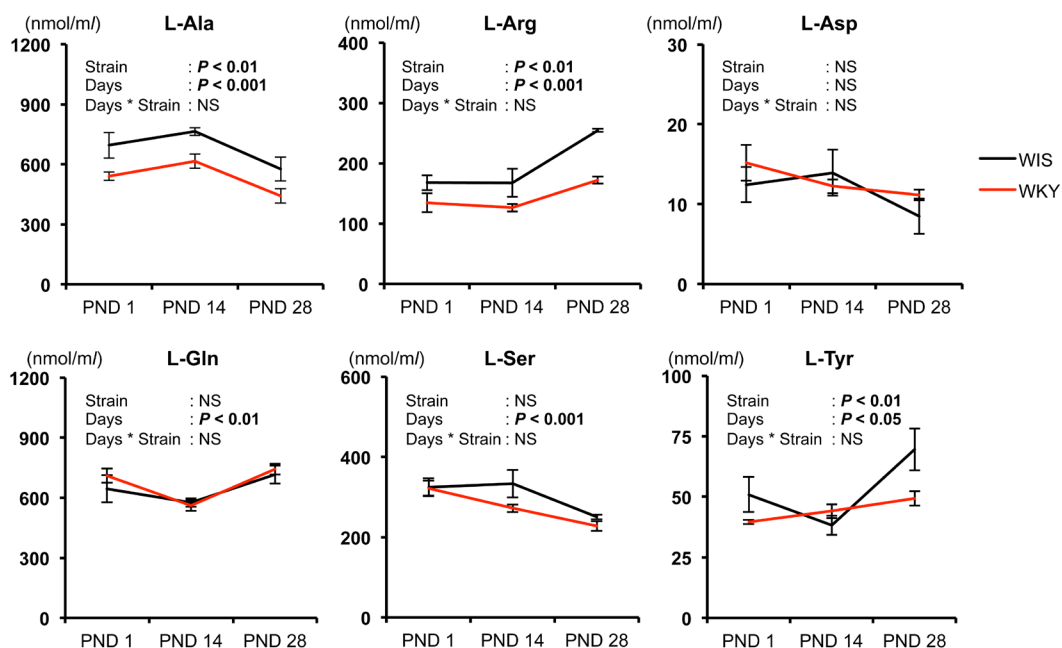 (nmol/ml) L-Ala
1200
900
600
300
0
Strain : P < 0.01
Days : P < 0.001
Days * Strain : NS
PND 1 PND 14 PND 28
(nmol/ml) L-Arg
400
300
200
100
0
Strain : P < 0.01
Days : P < 0.001
Days * Strain : NS
PND 1 PND 14 PND 28
(nmol/ml) L-Asp
30
20
10
0
Strain : NS
Days : NS
Days * Strain : NS
PND 1 PND 14 PND 28
WIS
WKY
(nmol/ml) L-Gln
1200
900
600
300
0
Strain : NS
Days : P < 0.01
Days * Strain : NS
PND 1 PND 14 PND 28
(nmol/ml) L-Ser
600
400
200
0
Strain : NS
Days : P < 0.001
Days * Strain : NS
PND 1 PND 14 PND 28
(nmol/ml) L-Tyr
100
75
50
25
0
Strain : P < 0.01
Days : P < 0.05
Days * Strain : NS
PND 1 PND 14 PND 28